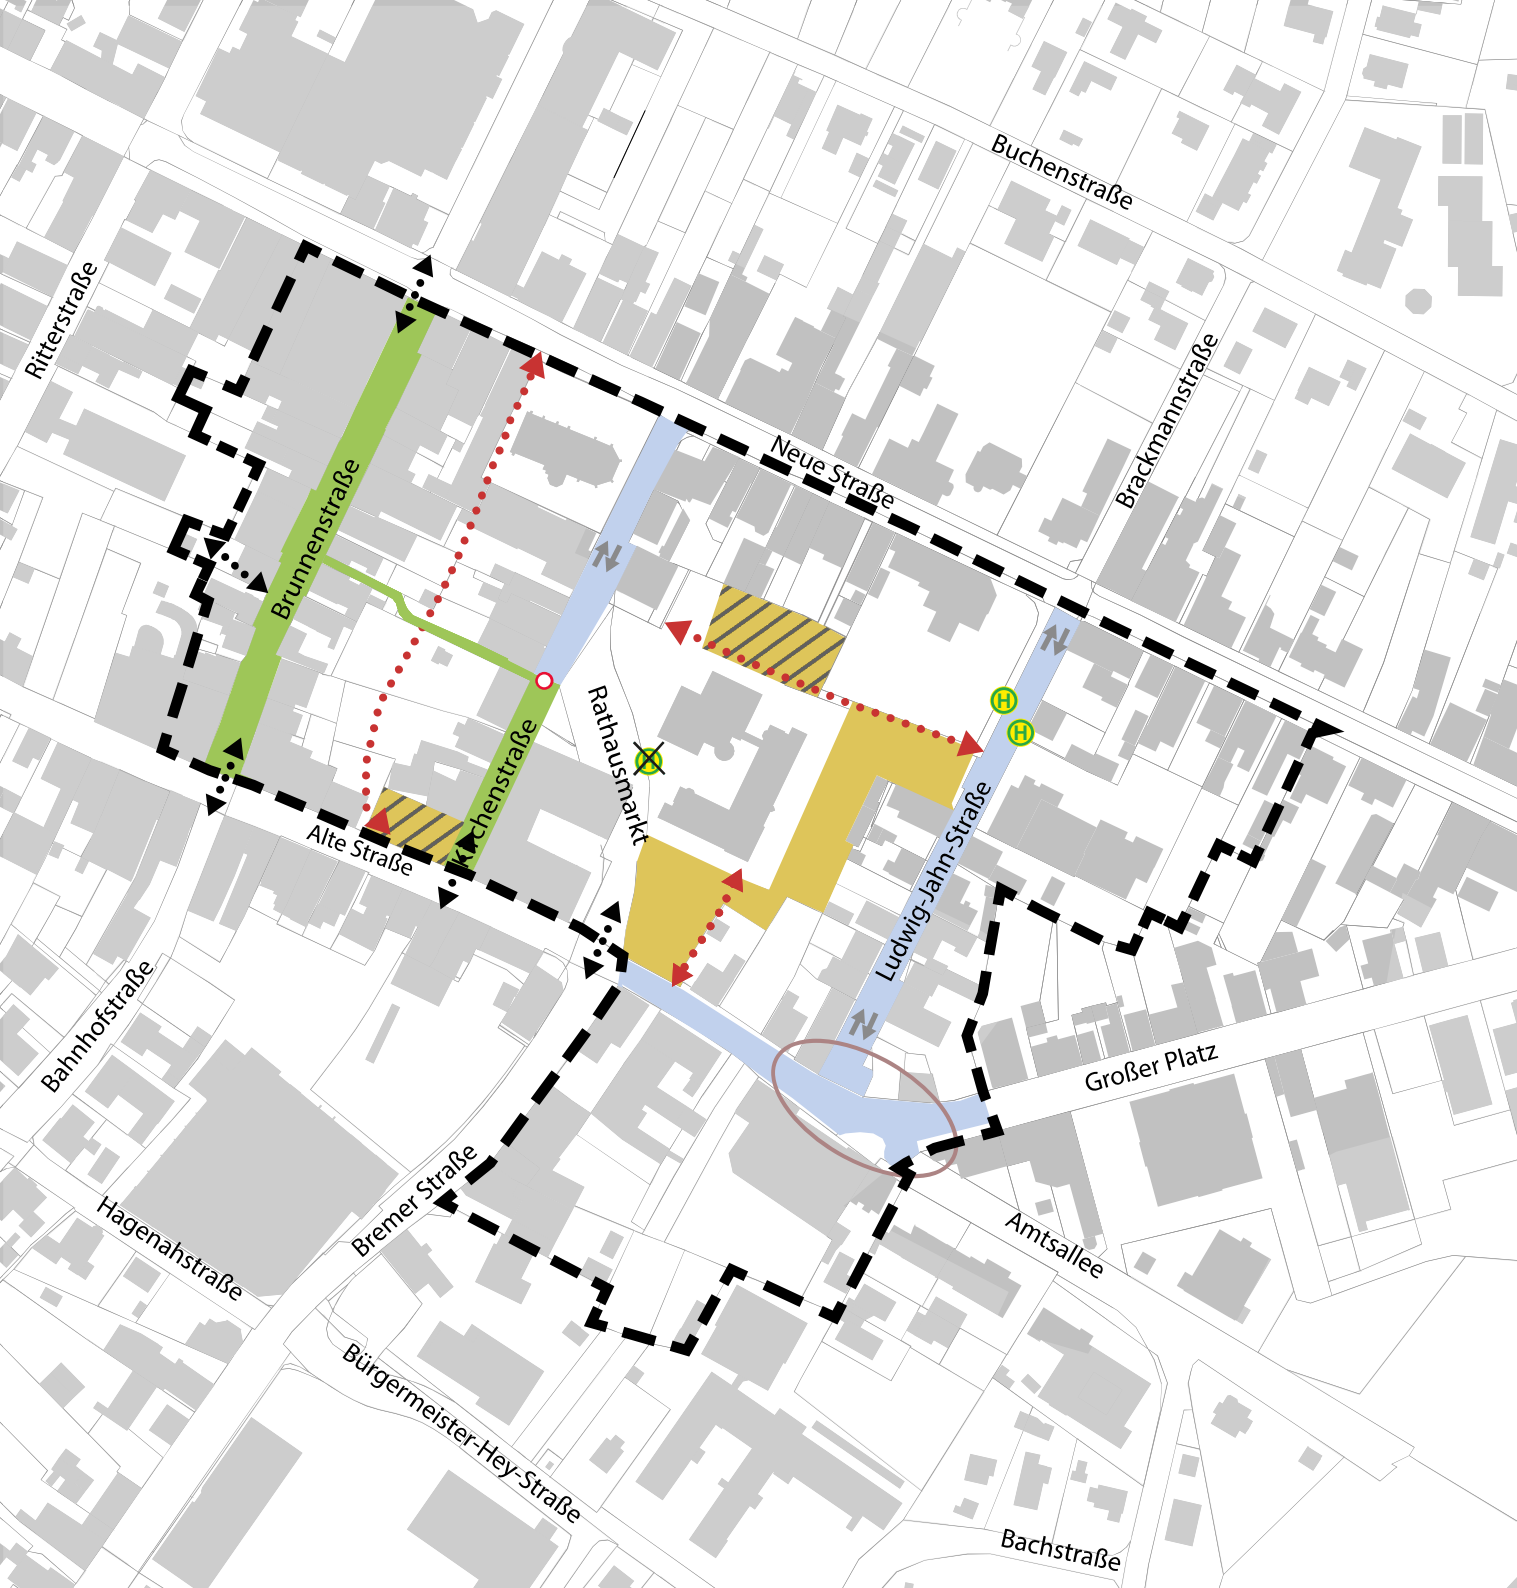 Buchenstraße
Ritterstraße
Brackmannstraße
Neue Straße
Brunnenstraße
H
H
Rathausmarkt
H
Kirchenstraße
Ludwig-Jahn-Straße
Alte Straße
Bahnhofstraße
Großer Platz
Bremer Straße
Hagenahstraße
Amtsallee
Bürgermeister-Hey-Straße
Bachstraße